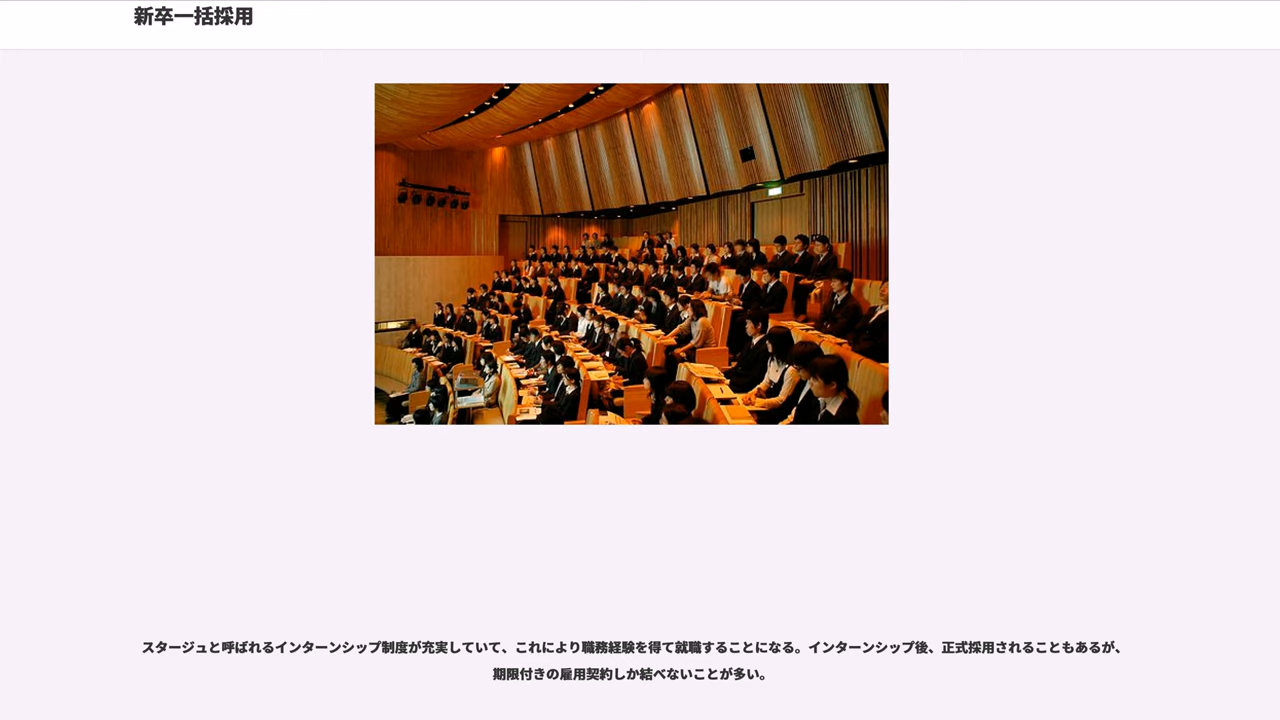 新卒一括採用
スタージュと呼ばれるインターンシップ制度が充実していて、これにより職務経験を得て就職することになる。インターンシップ後、正式採用されることもあるが、
期限付きの雇用契約しか結べないことが多い。